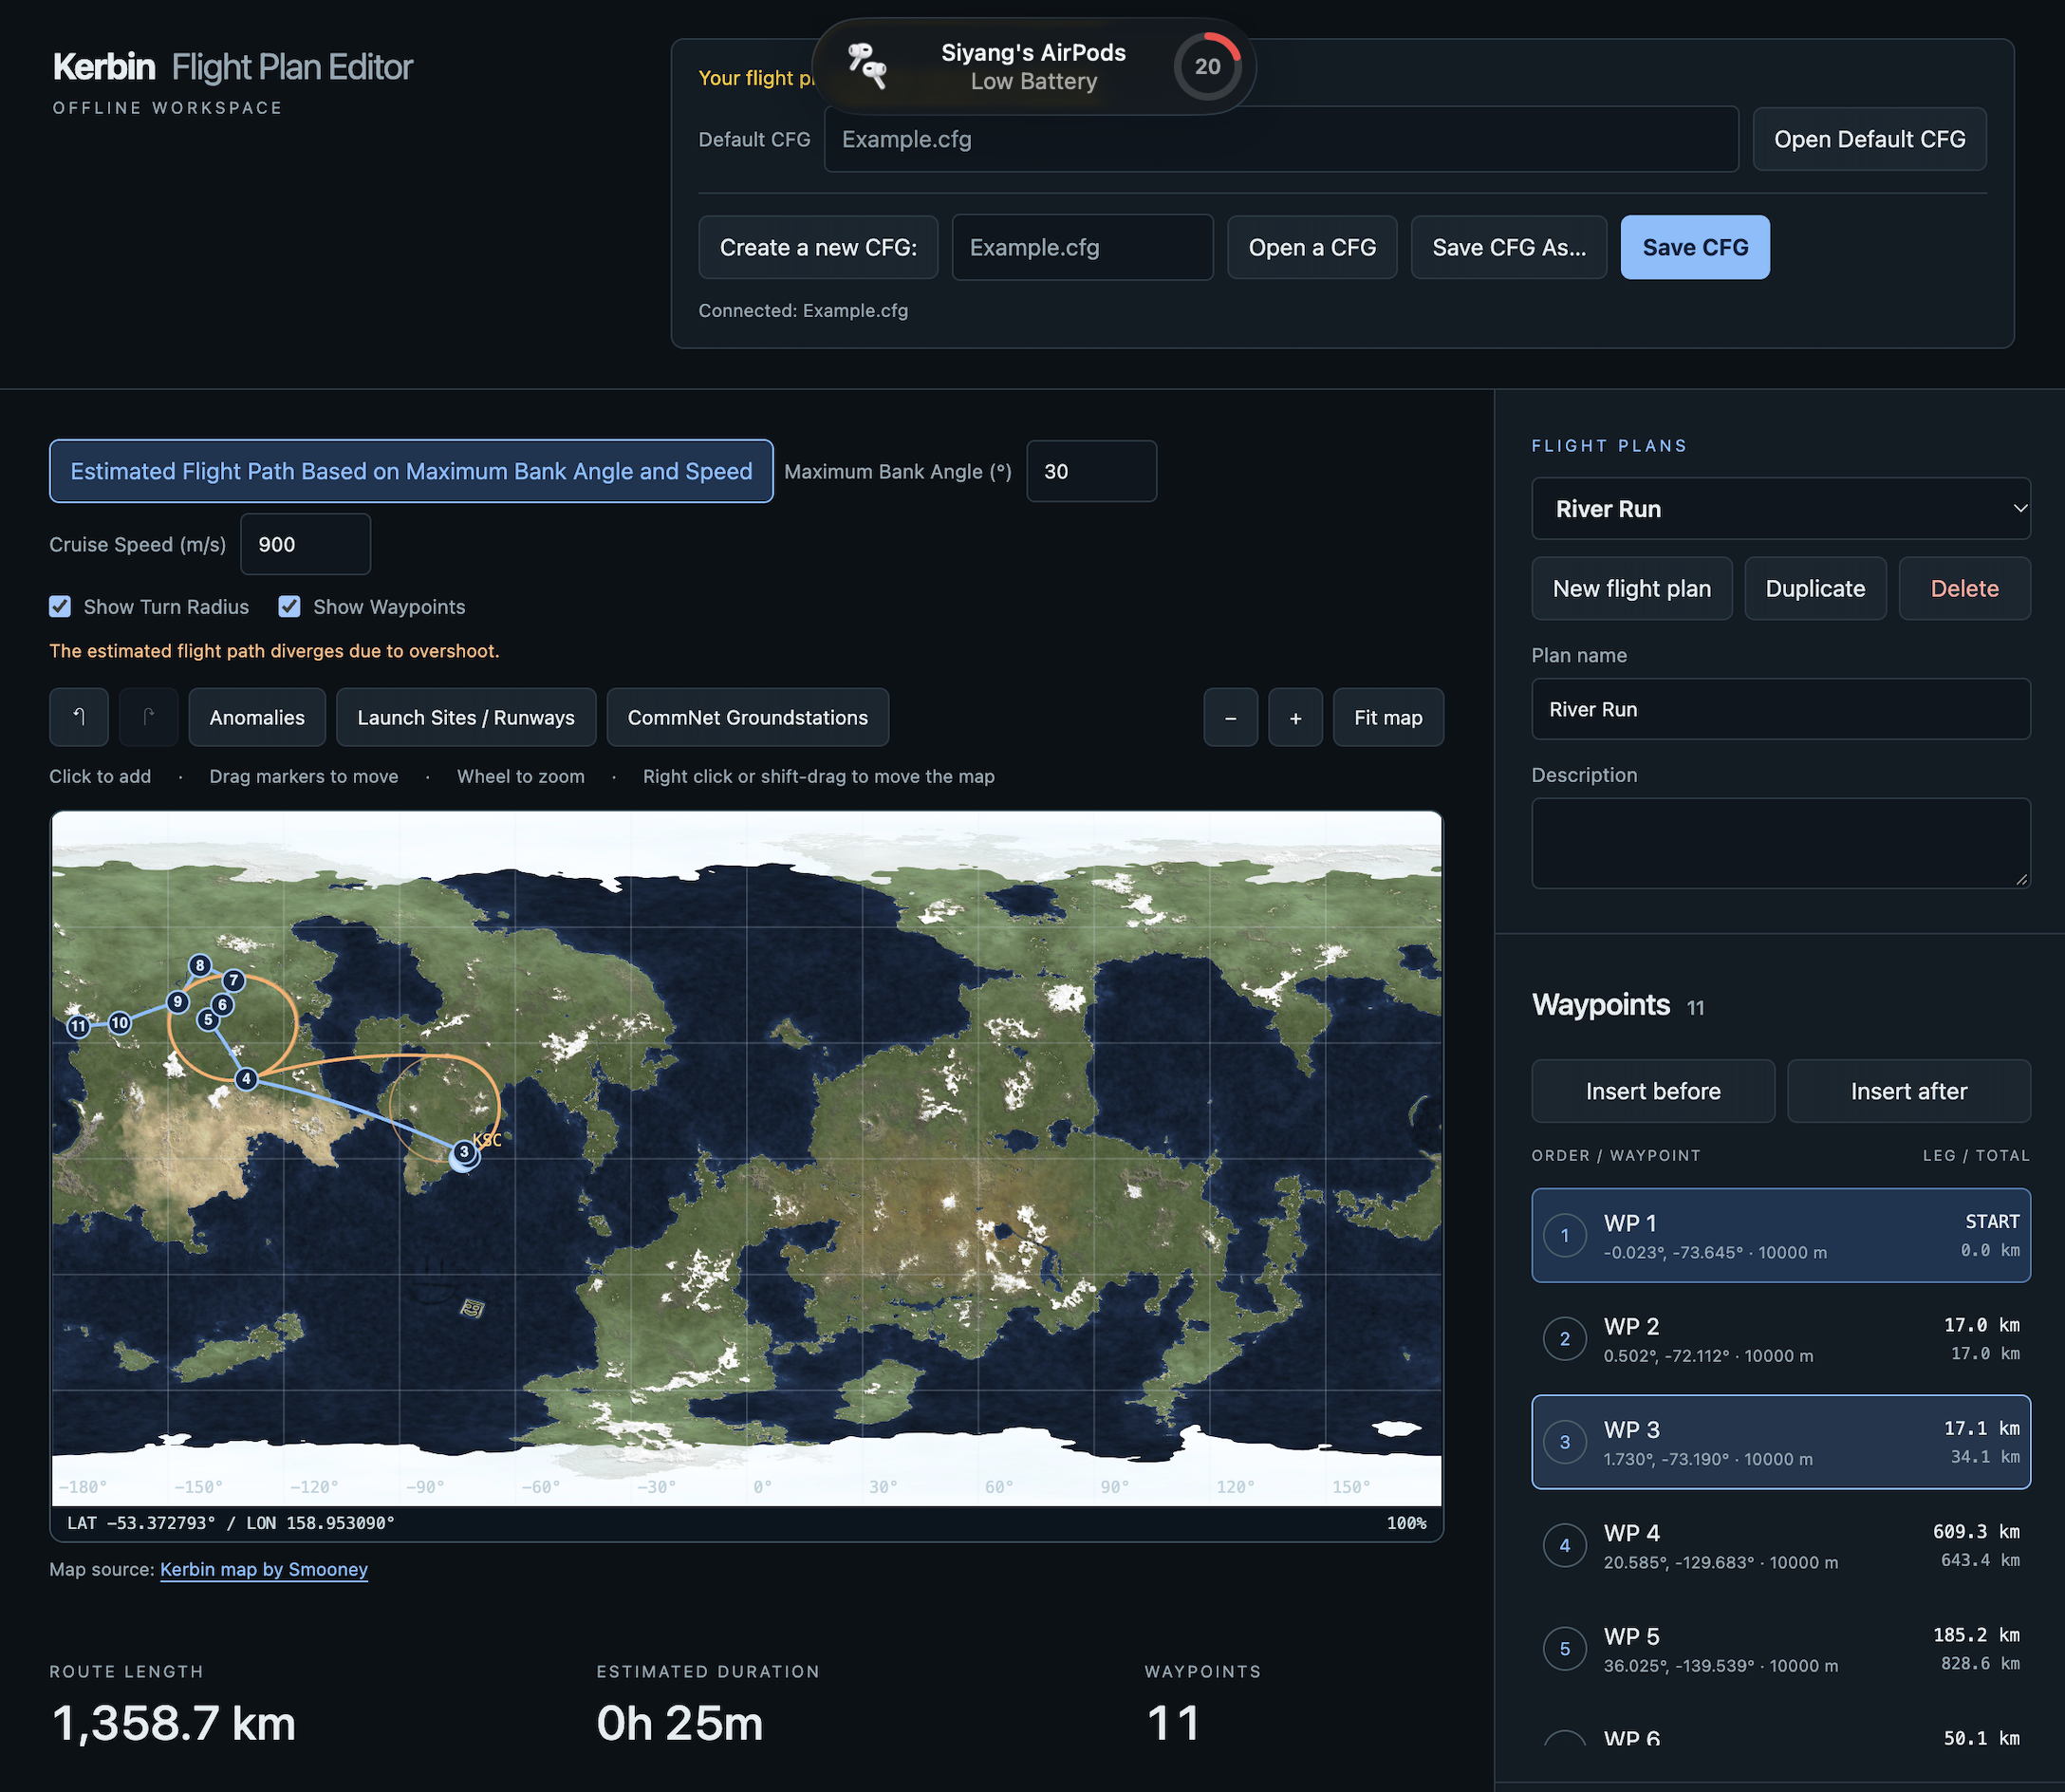 Kerbin Flight Plan Editor
OFFLINE WORKSPACE
Siyang's AirPods
Low Battery
20
Your flight
Default CFG
Example.cfg
Open Default CFG
Create a new CFG:
Example.cfg
Open a CFG
Save CFG As...
Save CFG
Connected: Example.cfg
Estimated Flight Path Based on Maximum Bank Angle and Speed
Maximum Bank Angle (°)
30
Cruise Speed (m/s)
900
Show Turn Radius
Show Waypoints
The estimated flight path diverges due to overshoot.
Anomalies
Launch Sites / Runways
CommNet Groundstations
−
+
Fit map
Click to add · Drag markers to move · Wheel to zoom · Right click or shift-drag to move the map
8
7
9
6
5
11
10
4
3
KSC
−180°
−150°
−120°
−90°
−60°
−30°
0°
30°
60°
90°
120°
150°
LAT −53.372793° / LON 158.953090°
100%
Map source: Kerbin map by Smooney
ROUTE LENGTH
1,358.7 km
ESTIMATED DURATION
0h 25m
WAYPOINTS
11
FLIGHT PLANS
River Run
New flight plan
Duplicate
Delete
Plan name
River Run
Description
Waypoints 11
Insert before
Insert after
ORDER / WAYPOINT
LEG / TOTAL
1
WP 1
START
-0.023°, -73.645° · 10000 m
0.0 km
2
WP 2
17.0 km
0.502°, -72.112° · 10000 m
17.0 km
3
WP 3
17.1 km
1.730°, -73.190° · 10000 m
34.1 km
4
WP 4
609.3 km
20.585°, -129.683° · 10000 m
643.4 km
5
WP 5
185.2 km
36.025°, -139.539° · 10000 m
828.6 km
WP 6
50.1 km